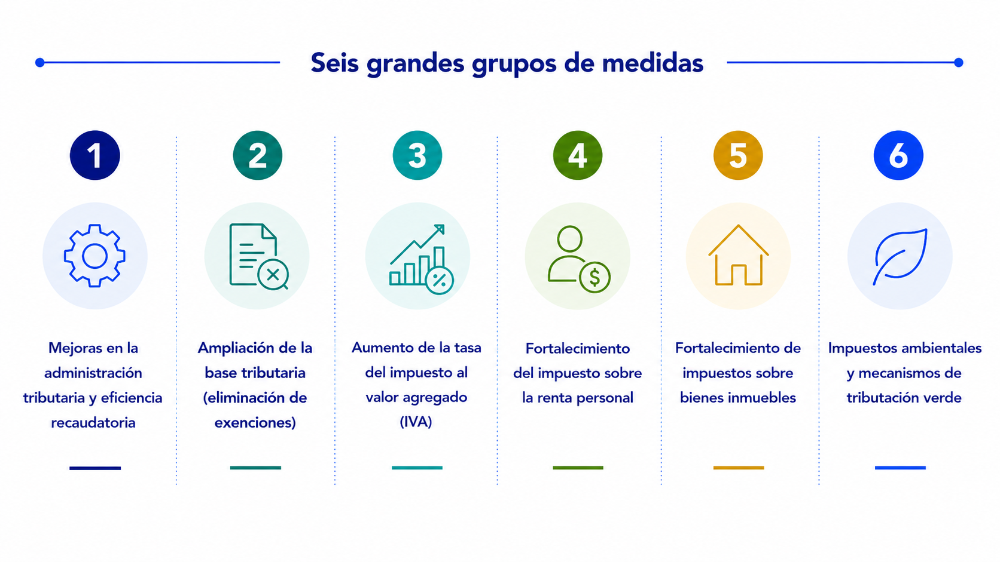 Seis grandes grupos de medidas
1
Mejoras en la
administración
tributaria y eficiencia
recaudatoria
2
Ampliación de la
base tributaria
(eliminación de
exenciones)
3
%
Aumento de la tasa
del impuesto al
valor agregado
(IVA)
4
$
Fortalecimiento
del impuesto sobre
la renta personal
5
Fortalecimiento de
impuestos sobre
bienes inmuebles
6
Impuestos ambientales
y mecanismos de
tributación verde